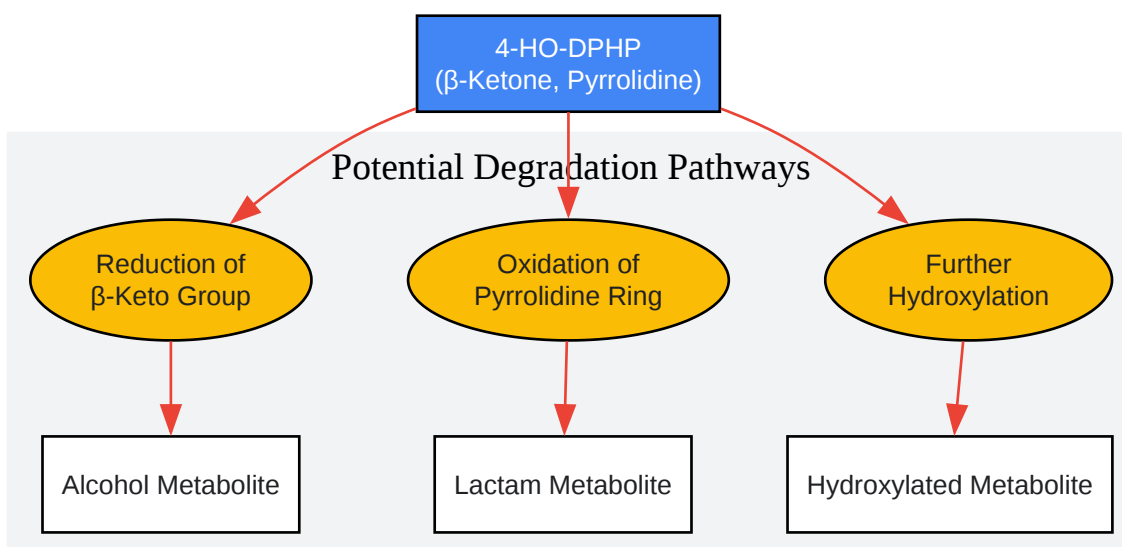 4-HO-DPHP
(β-Ketone, Pyrrolidine)
Potential Degradation Pathways
Reduction of
β-Keto Group
Oxidation of
Pyrrolidine Ring
Further
Hydroxylation
Alcohol Metabolite
Lactam Metabolite
Hydroxylated Metabolite